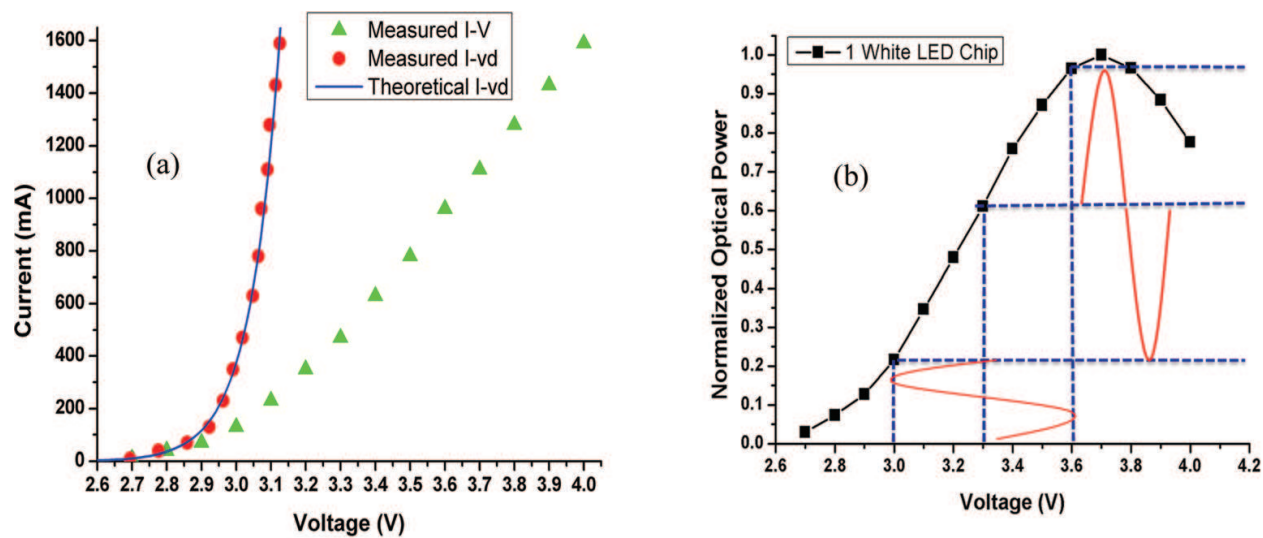 Measured I-V
Measured I-vd
Theoretical I-vd
(a)
1600
1400
1600
1000
800
600
400
200
0
Current (mA)
2.6 2.7 2.8 2.9 3.0 3.1 3.2 3.3 3.4 3.5 3.6 3.7 3.8 3.9 4.0
Voltage (V)
1 White LED Chip
(b)
1.0
0.9
0.8
0.7
0.6
0.5
0.4
0.3
0.2
0.1
0.0
Normalized Optical Power
2.6 2.8 3.0 3.2 3.4 3.6 3.8 4.0 4.2
Voltage (V)